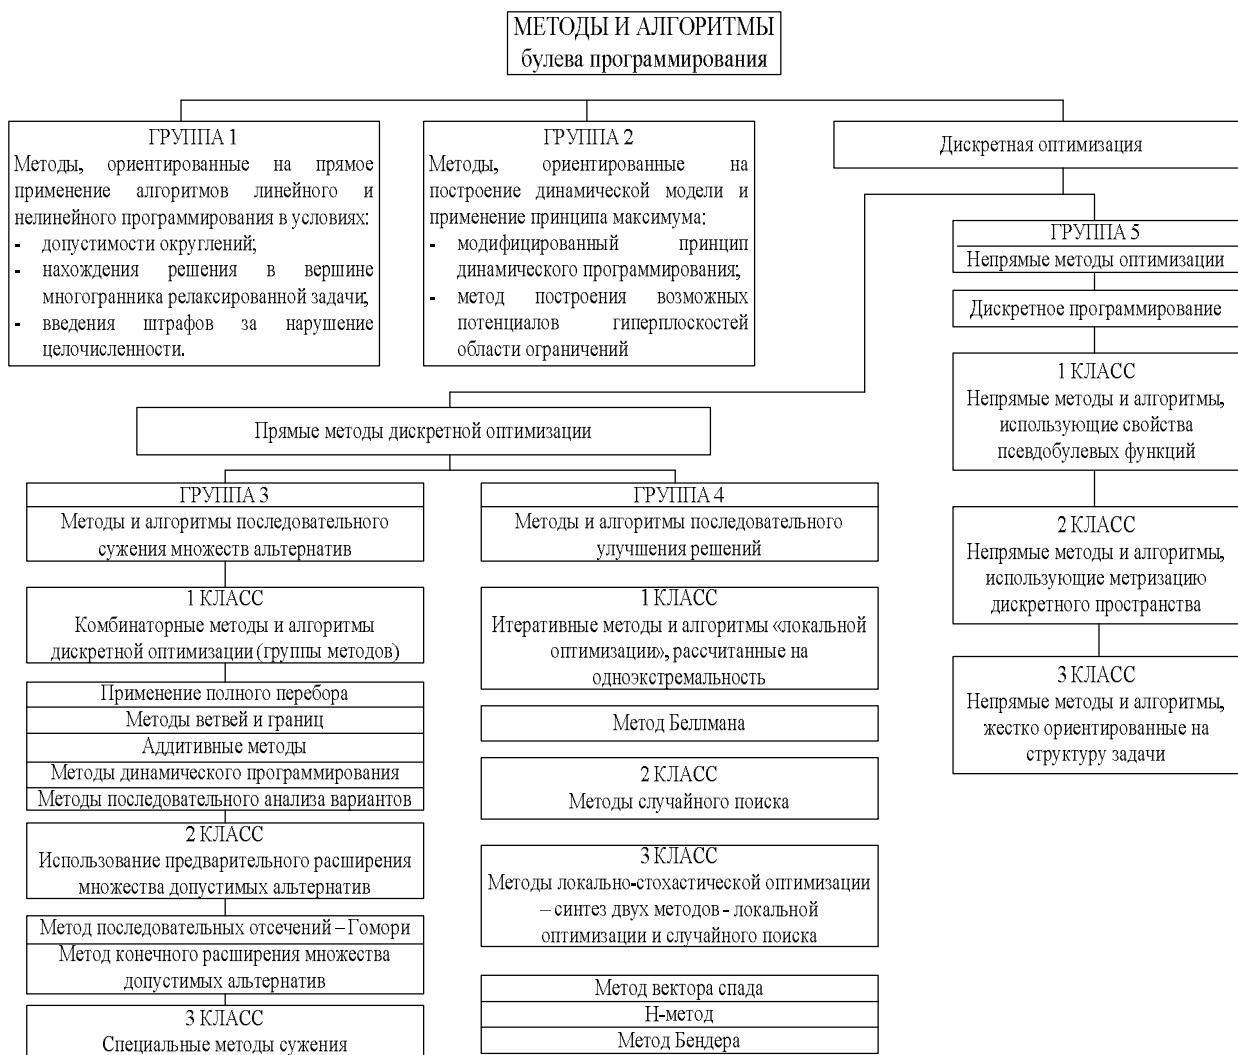 МЕТОДЫ И АЛГОРИТМЫ
булева программирования
ГРУППА 1
Методы, ориентированные на прямое
применение алгоритмов линейного и
нелинейного программирования в условиях:
- допустимости округлений;
- нахождения решения в вершине
многогранника релаксированной задачи;
- введения штрафов за нарушение
целочисленности.
ГРУППА 2
Методы, ориентированные на
построение динамической модели и
применение принципа максимума:
- модифицированный принцип
динамического программирования;
- метод построения возможных
потенциалов гиперплоскостей
области ограничений
Дискретная оптимизация
ГРУППА 5
Непрямые методы оптимизации
Дискретное программирование
1 КЛАСС
Непрямые методы и алгоритмы,
использующие свойства
псевдобулевых функций
2 КЛАСС
Непрямые методы и алгоритмы,
использующие метризацию
дискретного пространства
3 КЛАСС
Непрямые методы и алгоритмы,
жестко ориентированные на
структуру задачи
Прямые методы дискретной оптимизации
ГРУППА 3
Методы и алгоритмы последовательного
сужения множеств альтернатив
1 КЛАСС
Комбинаторные методы и алгоритмы
дискретной оптимизации (группы методов)
Применение полного перебора
Методы ветвей и границ
Аддитивные методы
Методы динамического программирования
Методы последовательного анализа вариантов
2 КЛАСС
Использование предварительного расширения
множества допустимых альтернатив
Метод последовательных отсечений – Гомори
Метод конечного расширения множества
допустимых альтернатив
3 КЛАСС
Специальные методы сужения
ГРУППА 4
Методы и алгоритмы последовательного
улучшения решений
1 КЛАСС
Итеративные методы и алгоритмы «локальной
оптимизации», рассчитанные на
одноэкстремальность
Метод Беллмана
2 КЛАСС
Методы случайного поиска
3 КЛАСС
Методы локально-стохастической оптимизации
– синтез двух методов - локальной
оптимизации и случайного поиска
Метод вектора спада
Н-метод
Метод Бендера